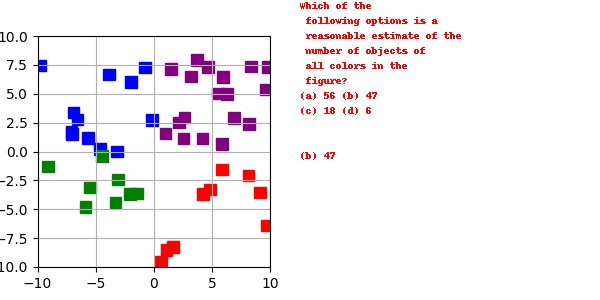 Which of the
following options is a
reasonable estimate of the
number of objects of
all colors in the
figure?
(a) 56 (b) 47
(c) 18 (d) 6
(b) 47
10.0
7.5
5.0
2.5
0.0
−2.5
−5.0
−7.5
10.0
−10
−5
0
5
10